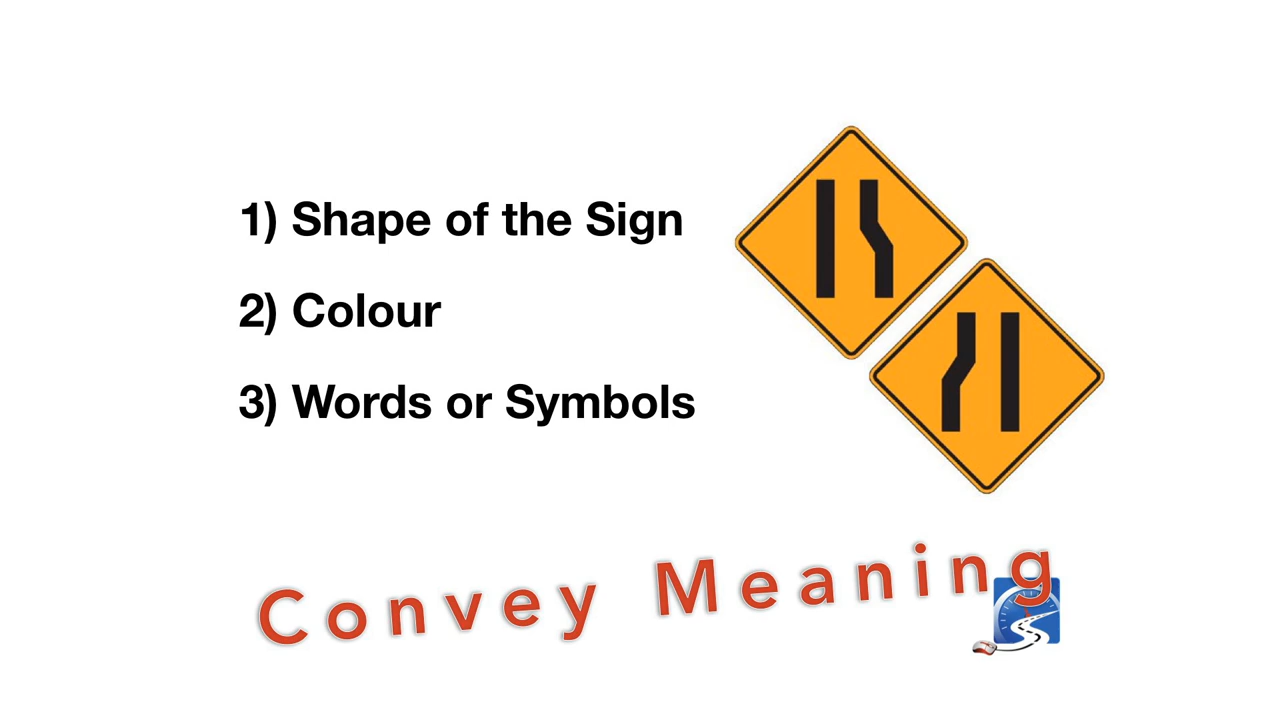 1) Shape of the Sign
2) Colour
3) Words or Symbols
Convey Meaning